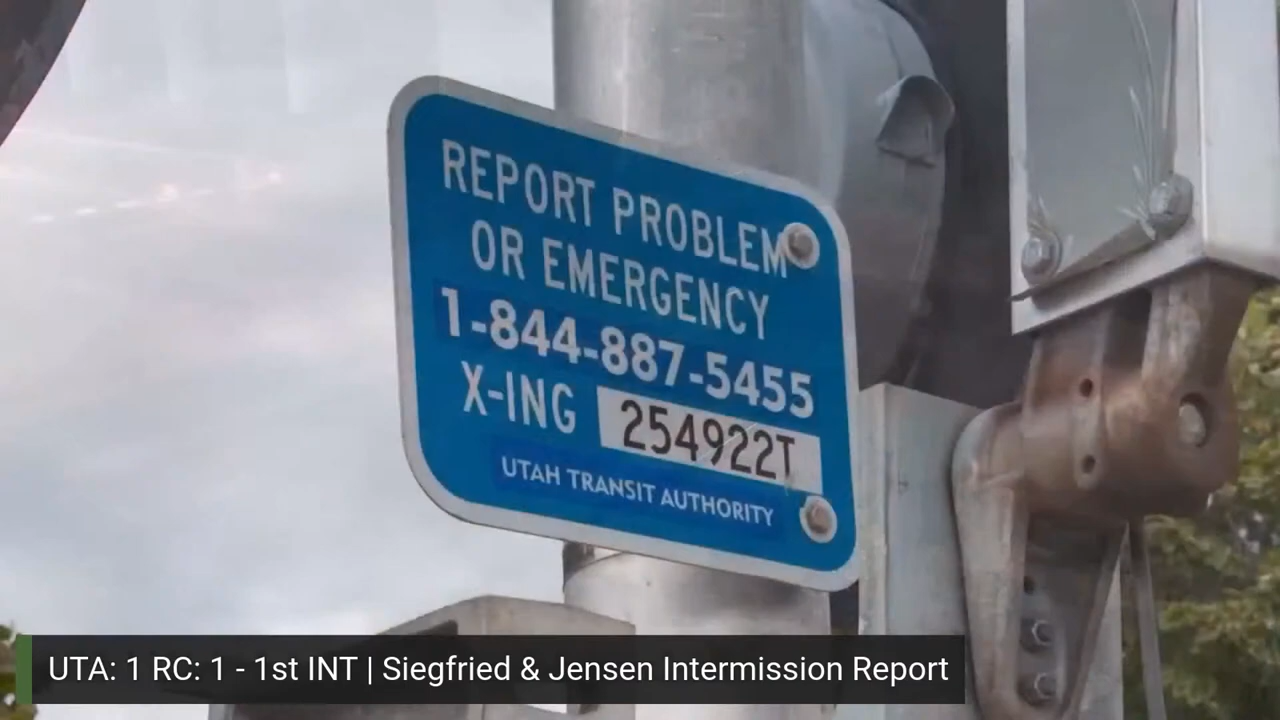 REPORT PROBLEM
OR EMERGENCY
1-844-887-5455
X-ING 254922T
UTAH TRANSIT AUTHORITY
UTA: 1 RC: 1 - 1st INT | Siegfried & Jensen Intermission Report